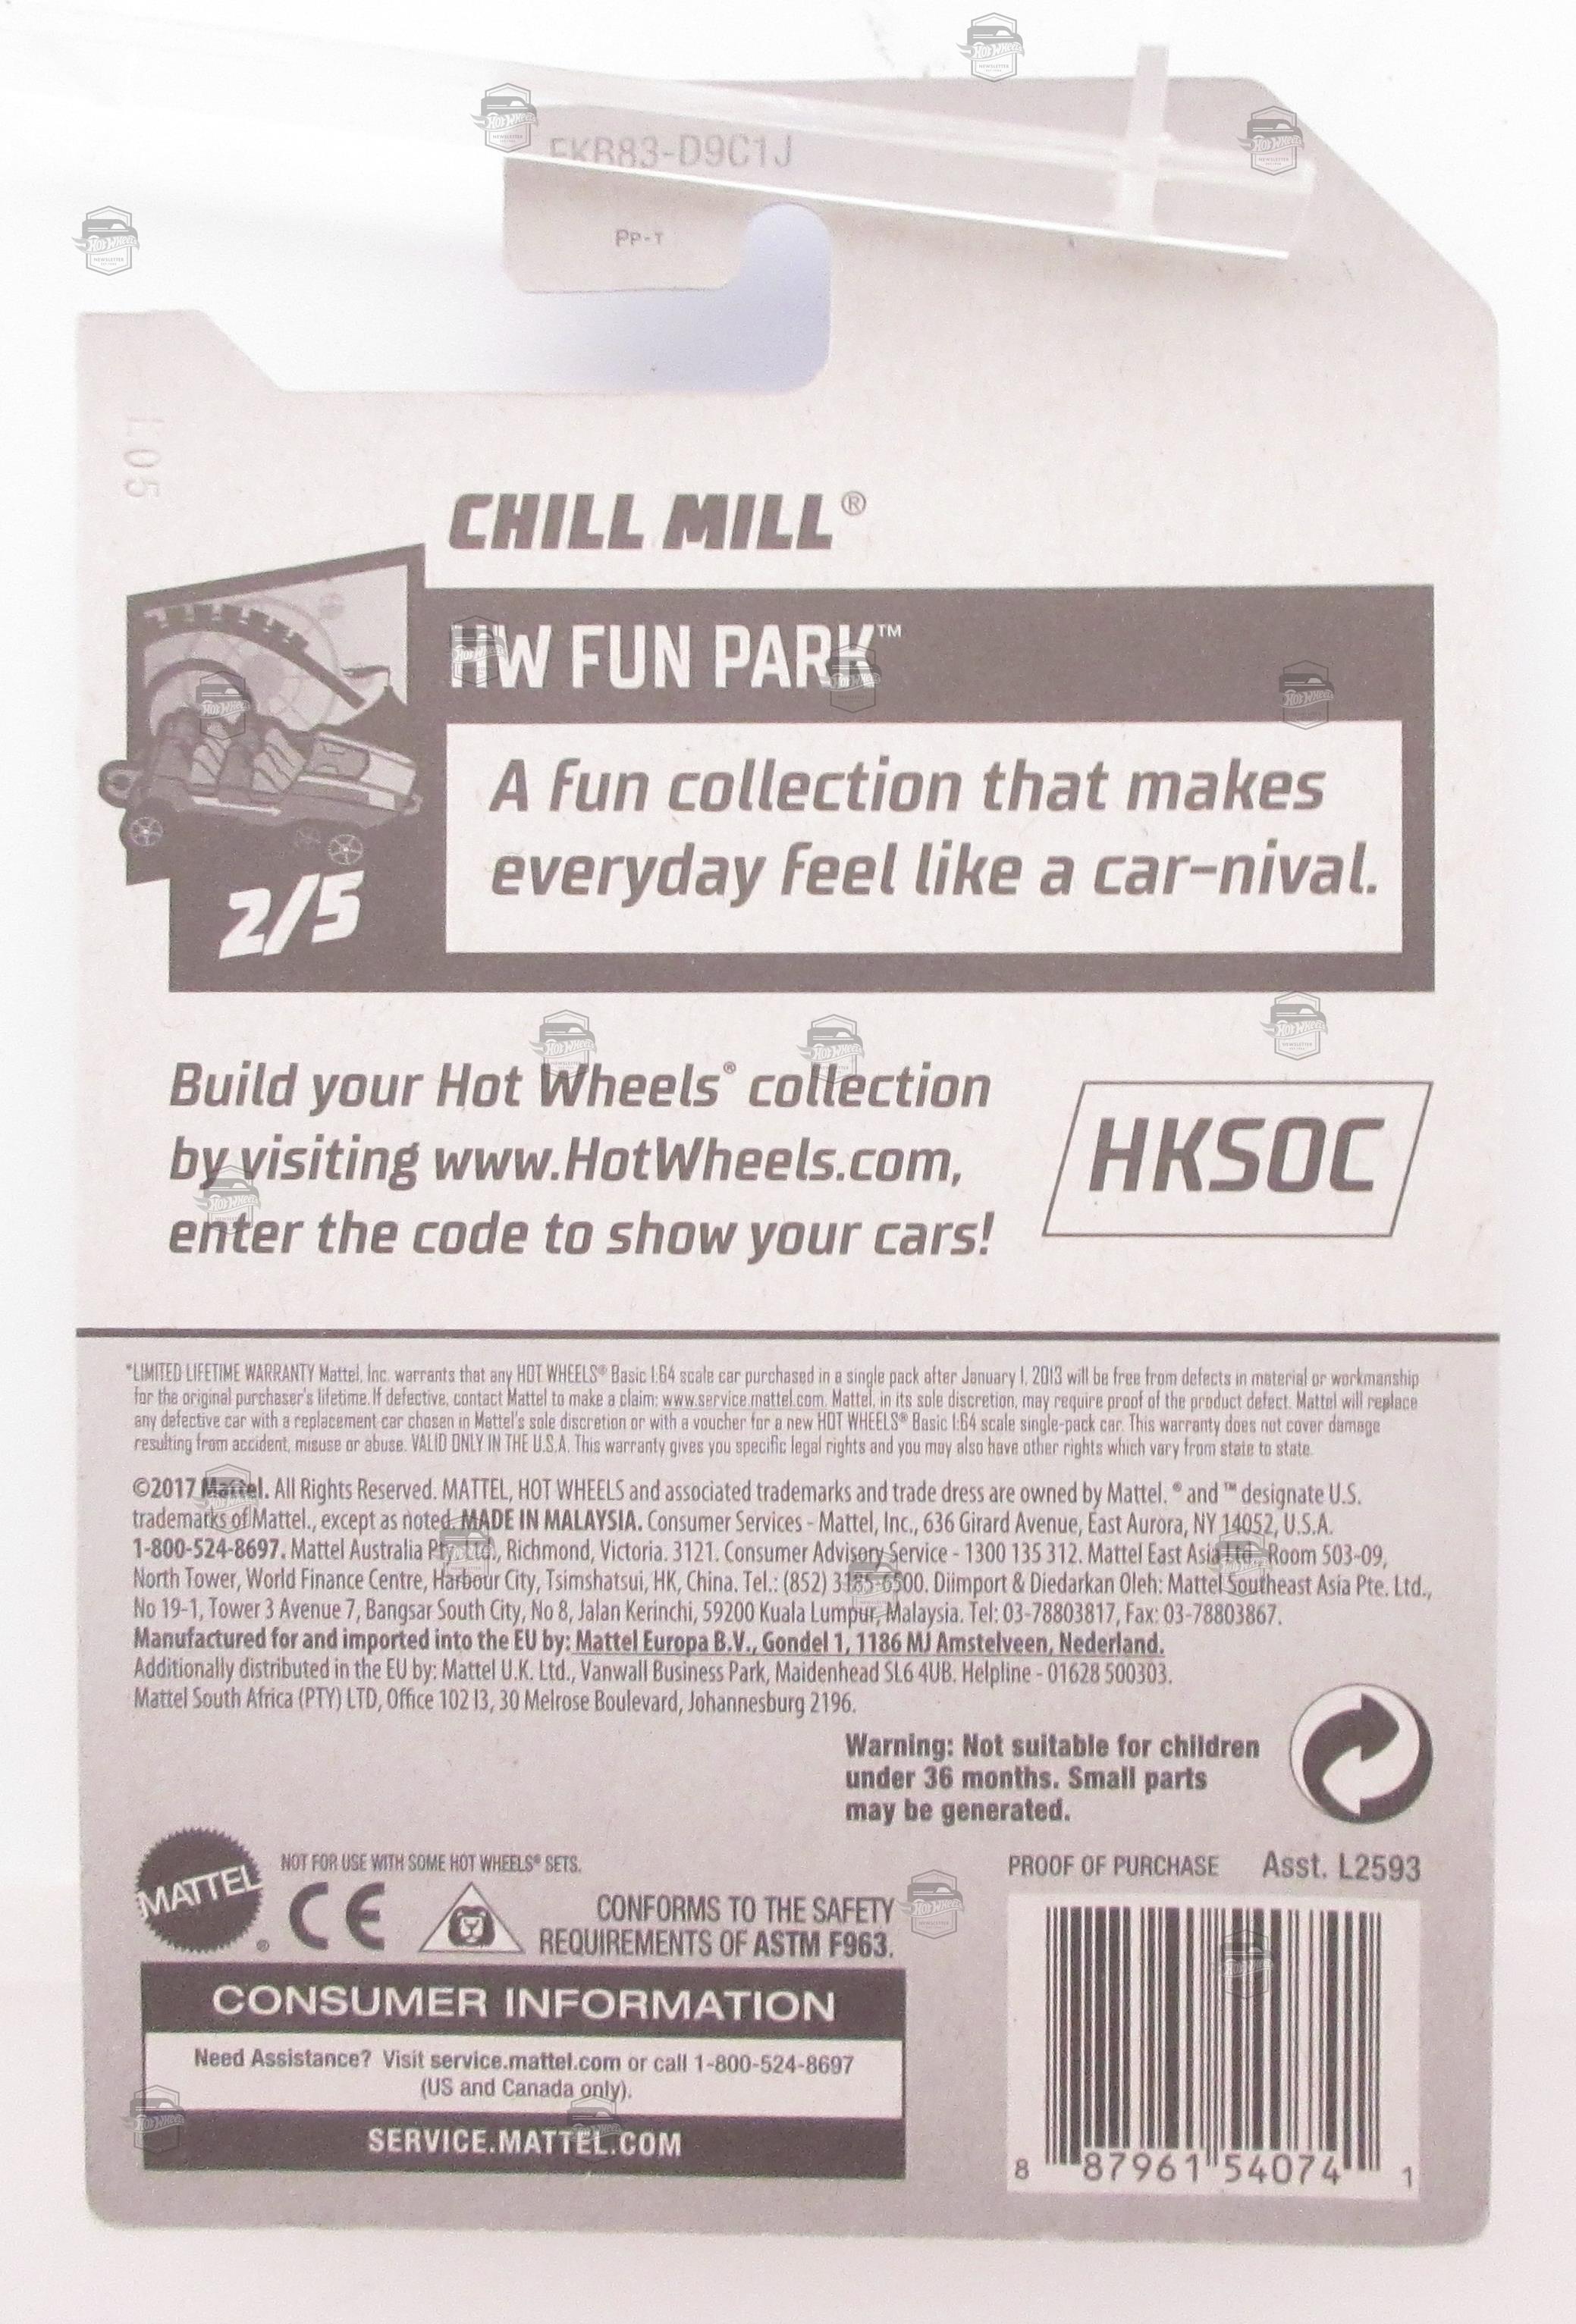 FKB83-D9C1J
PP-T
L05
CHILL MILL®
HW FUN PARK™
A fun collection that makes
everyday feel like a car-nival.
2/5
Build your Hot Wheels® collection
by visiting www.HotWheels.com,
enter the code to show your cars!
HKSOC
*LIMITED LIFETIME WARRANTY Mattel, Inc. warrants that any HOT WHEELS® Basic 1:64 scale car purchased in a single pack after January 1, 2013 will be free from defects in material or workmanship
for the original purchaser's lifetime. If defective, contact Mattel to make a claim: www.service.mattel.com. Mattel, in its sole discretion, may require proof of the product defect. Mattel will replace
any defective car with a replacement car chosen in Mattel's sole discretion or with a voucher for a new HOT WHEELS® Basic 1:64 scale single-pack car. This warranty does not cover damage
resulting from accident, misuse or abuse. VALID ONLY IN THE U.S.A. This warranty gives you specific legal rights and you may also have other rights which vary from state to state.
©2017 Mattel. All Rights Reserved. MATTEL, HOT WHEELS and associated trademarks and trade dress are owned by Mattel. ® and ™ designate U.S.
trademarks of Mattel., except as noted. MADE IN MALAYSIA. Consumer Services - Mattel, Inc., 636 Girard Avenue, East Aurora, NY 14052, U.S.A.
1-800-524-8697. Mattel Australia Pty. Ltd., Richmond, Victoria. 3121. Consumer Advisory Service - 1300 135 312. Mattel East Asia Ltd., Room 503-09,
North Tower, World Finance Centre, Harbour City, Tsimshatsui, HK, China. Tel.: (852) 3185-6500. Diimport & Diedarkan Oleh: Mattel Southeast Asia Pte. Ltd.,
No 19-1, Tower 3 Avenue 7, Bangsar South City, No 8, Jalan Kerinchi, 59200 Kuala Lumpur, Malaysia. Tel: 03-78803817, Fax: 03-78803867.
Manufactured for and imported into the EU by: Mattel Europa B.V., Gondel 1, 1186 MJ Amstelveen, Nederland.
Additionally distributed in the EU by: Mattel U.K. Ltd., Vanwall Business Park, Maidenhead SL6 4UB. Helpline - 01628 500303.
Mattel South Africa (PTY) LTD, Office 102 I3, 30 Melrose Boulevard, Johannesburg 2196.
Warning: Not suitable for children
under 36 months. Small parts
may be generated.
MATTEL®
NOT FOR USE WITH SOME HOT WHEELS® SETS.
CE
CONFORMS TO THE SAFETY
REQUIREMENTS OF ASTM F963.
PROOF OF PURCHASE Asst. L2593
CONSUMER INFORMATION
Need Assistance? Visit service.mattel.com or call 1-800-524-8697
(US and Canada only).
SERVICE.MATTEL.COM
8 87961 54074 1